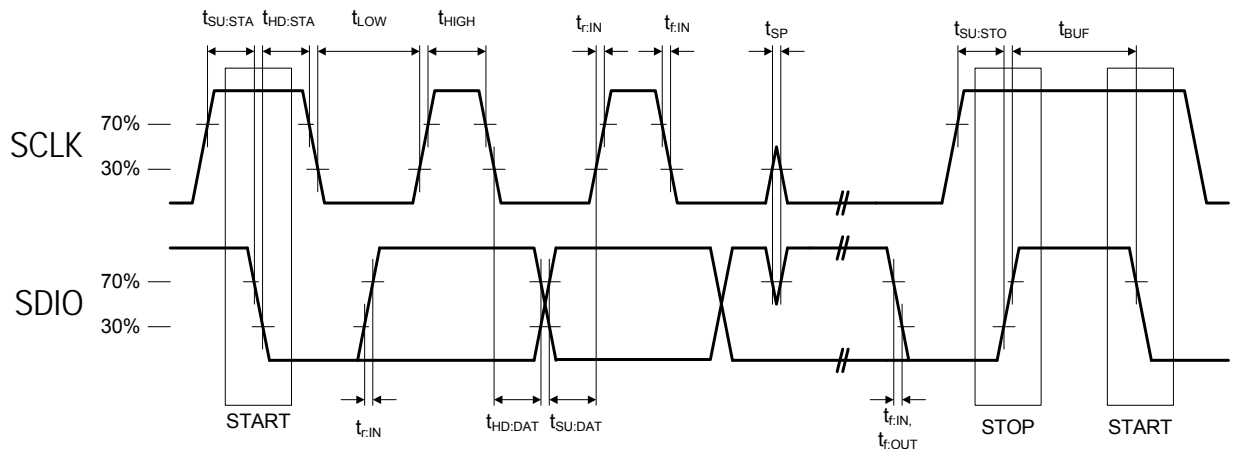 tSU:STA tHD:STA tLOW tHIGH tr:IN tf:IN tSP tSU:STO tBUF
SCLK
70%
30%
SDIO
70%
30%
START
tr:IN
tHD:DAT
tSU:DAT
tf:IN,
tf:OUT
STOP
START